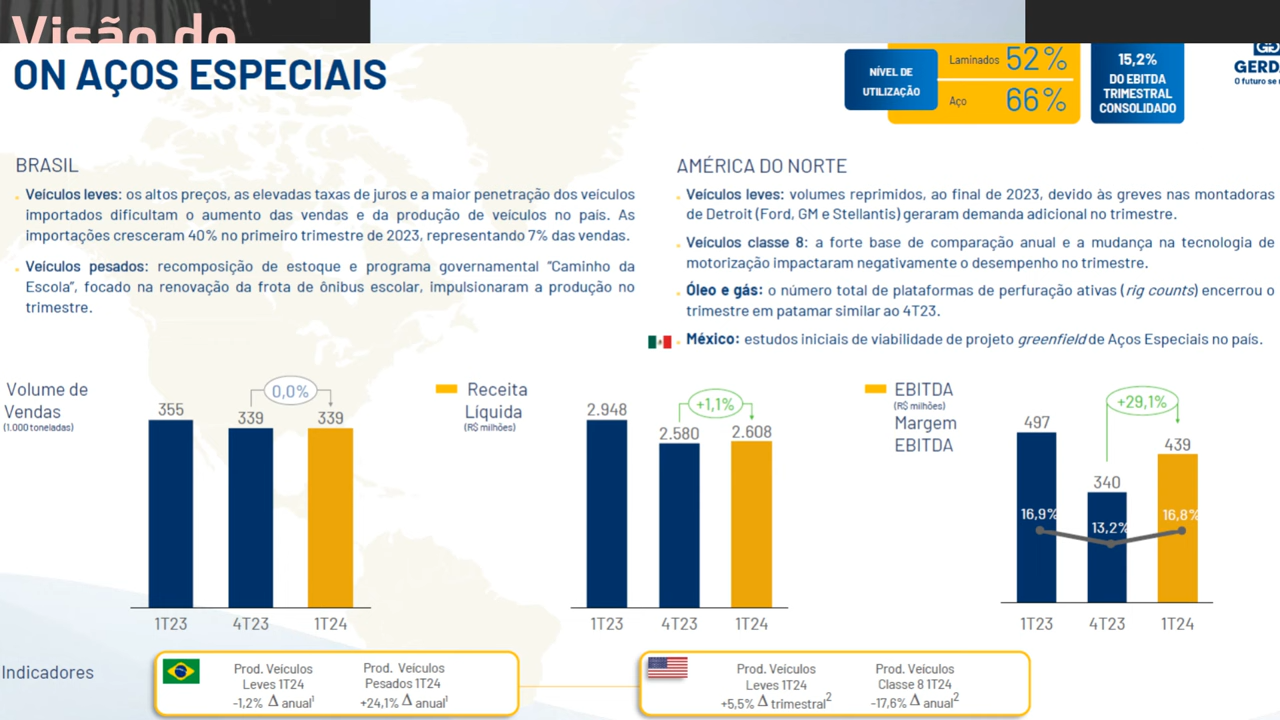 Visão do
ON AÇOS ESPECIAIS
NÍVEL DE
UTILIZAÇÃO
Laminados 52%
Aço 66%
15,2%
DO EBITDA
TRIMESTRAL
CONSOLIDADO
GERDA
O futuro se
BRASIL
Veículos leves: os altos preços, as elevadas taxas de juros e a maior penetração dos veículos
importados dificultam o aumento das vendas e da produção de veículos no país. As
importações cresceram 40% no primeiro trimestre de 2023, representando 7% das vendas.
Veículos pesados: recomposição de estoque e programa governamental “Caminho da
Escola”, focado na renovação da frota de ônibus escolar, impulsionaram a produção no
trimestre.
AMÉRICA DO NORTE
Veículos leves: volumes reprimidos, ao final de 2023, devido às greves nas montadoras
de Detroit (Ford, GM e Stellantis) geraram demanda adicional no trimestre.
Veículos classe 8: a forte base de comparação anual e a mudança na tecnologia de
motorização impactaram negativamente o desempenho no trimestre.
Óleo e gás: o número total de plataformas de perfuração ativas (rig counts) encerrou o
trimestre em patamar similar ao 4T23.
México: estudos iniciais de viabilidade de projeto greenfield de Aços Especiais no país.
Volume de
Vendas
(1.000 toneladas)
0,0%
355
339
339
1T23
4T23
1T24
Receita
Líquida
(R$ milhões)
+1,1%
2.948
2.580
2.608
1T23
4T23
1T24
EBITDA
(R$ milhões)
Margem
EBITDA
+29,1%
497
340
439
16,9%
13,2%
16,8%
1T23
4T23
1T24
Indicadores
Prod. Veículos
Leves 1T24
-1,2% Δ anual¹
Prod. Veículos
Pesados 1T24
+24,1% Δ anual¹
Prod. Veículos
Leves 1T24
+5,5% Δ trimestral²
Prod. Veículos
Classe 8 1T24
-17,6% Δ anual²